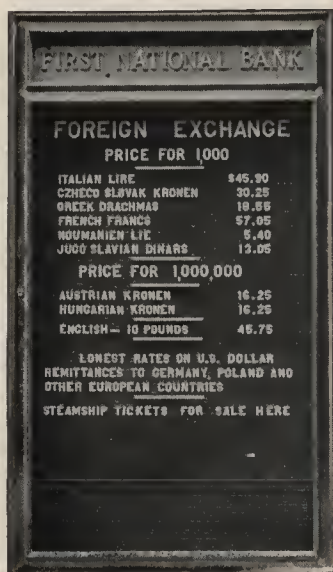 FIRST NATIONAL BANK
FOREIGN EXCHANGE
PRICE FOR 1,000
ITALIAN LIRE $45.90
CZHECO SLOVAK KRONEN 30.25
GREEK DRACHMAS 18.55
FRENCH FRANCS 57.05
ROUMANIEN LIE 5.40
JUGO SLAVIAN DINARS 13.05
PRICE FOR 1,000,000
AUSTRIAN KRONEN 16.25
HUNGARIAN KRONEN 16.25
ENGLISH — 10 POUNDS 45.75
LOWEST RATES ON U.S. DOLLAR
REMITTANCES TO GERMANY, POLAND AND
OTHER EUROPEAN COUNTRIES
STEAMSHIP TICKETS FOR SALE HERE